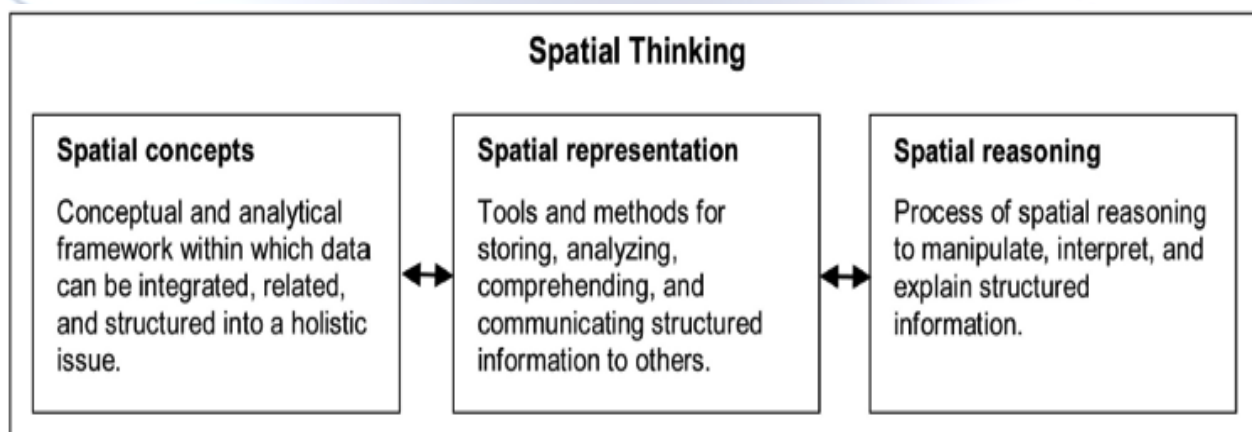 Spatial Thinking
Spatial concepts
Conceptual and analytical
framework within which data
can be integrated, related,
and structured into a holistic
issue.
Spatial representation
Tools and methods for
storing, analyzing,
comprehending, and
communicating structured
information to others.
Spatial reasoning
Process of spatial reasoning
to manipulate, interpret, and
explain structured
information.